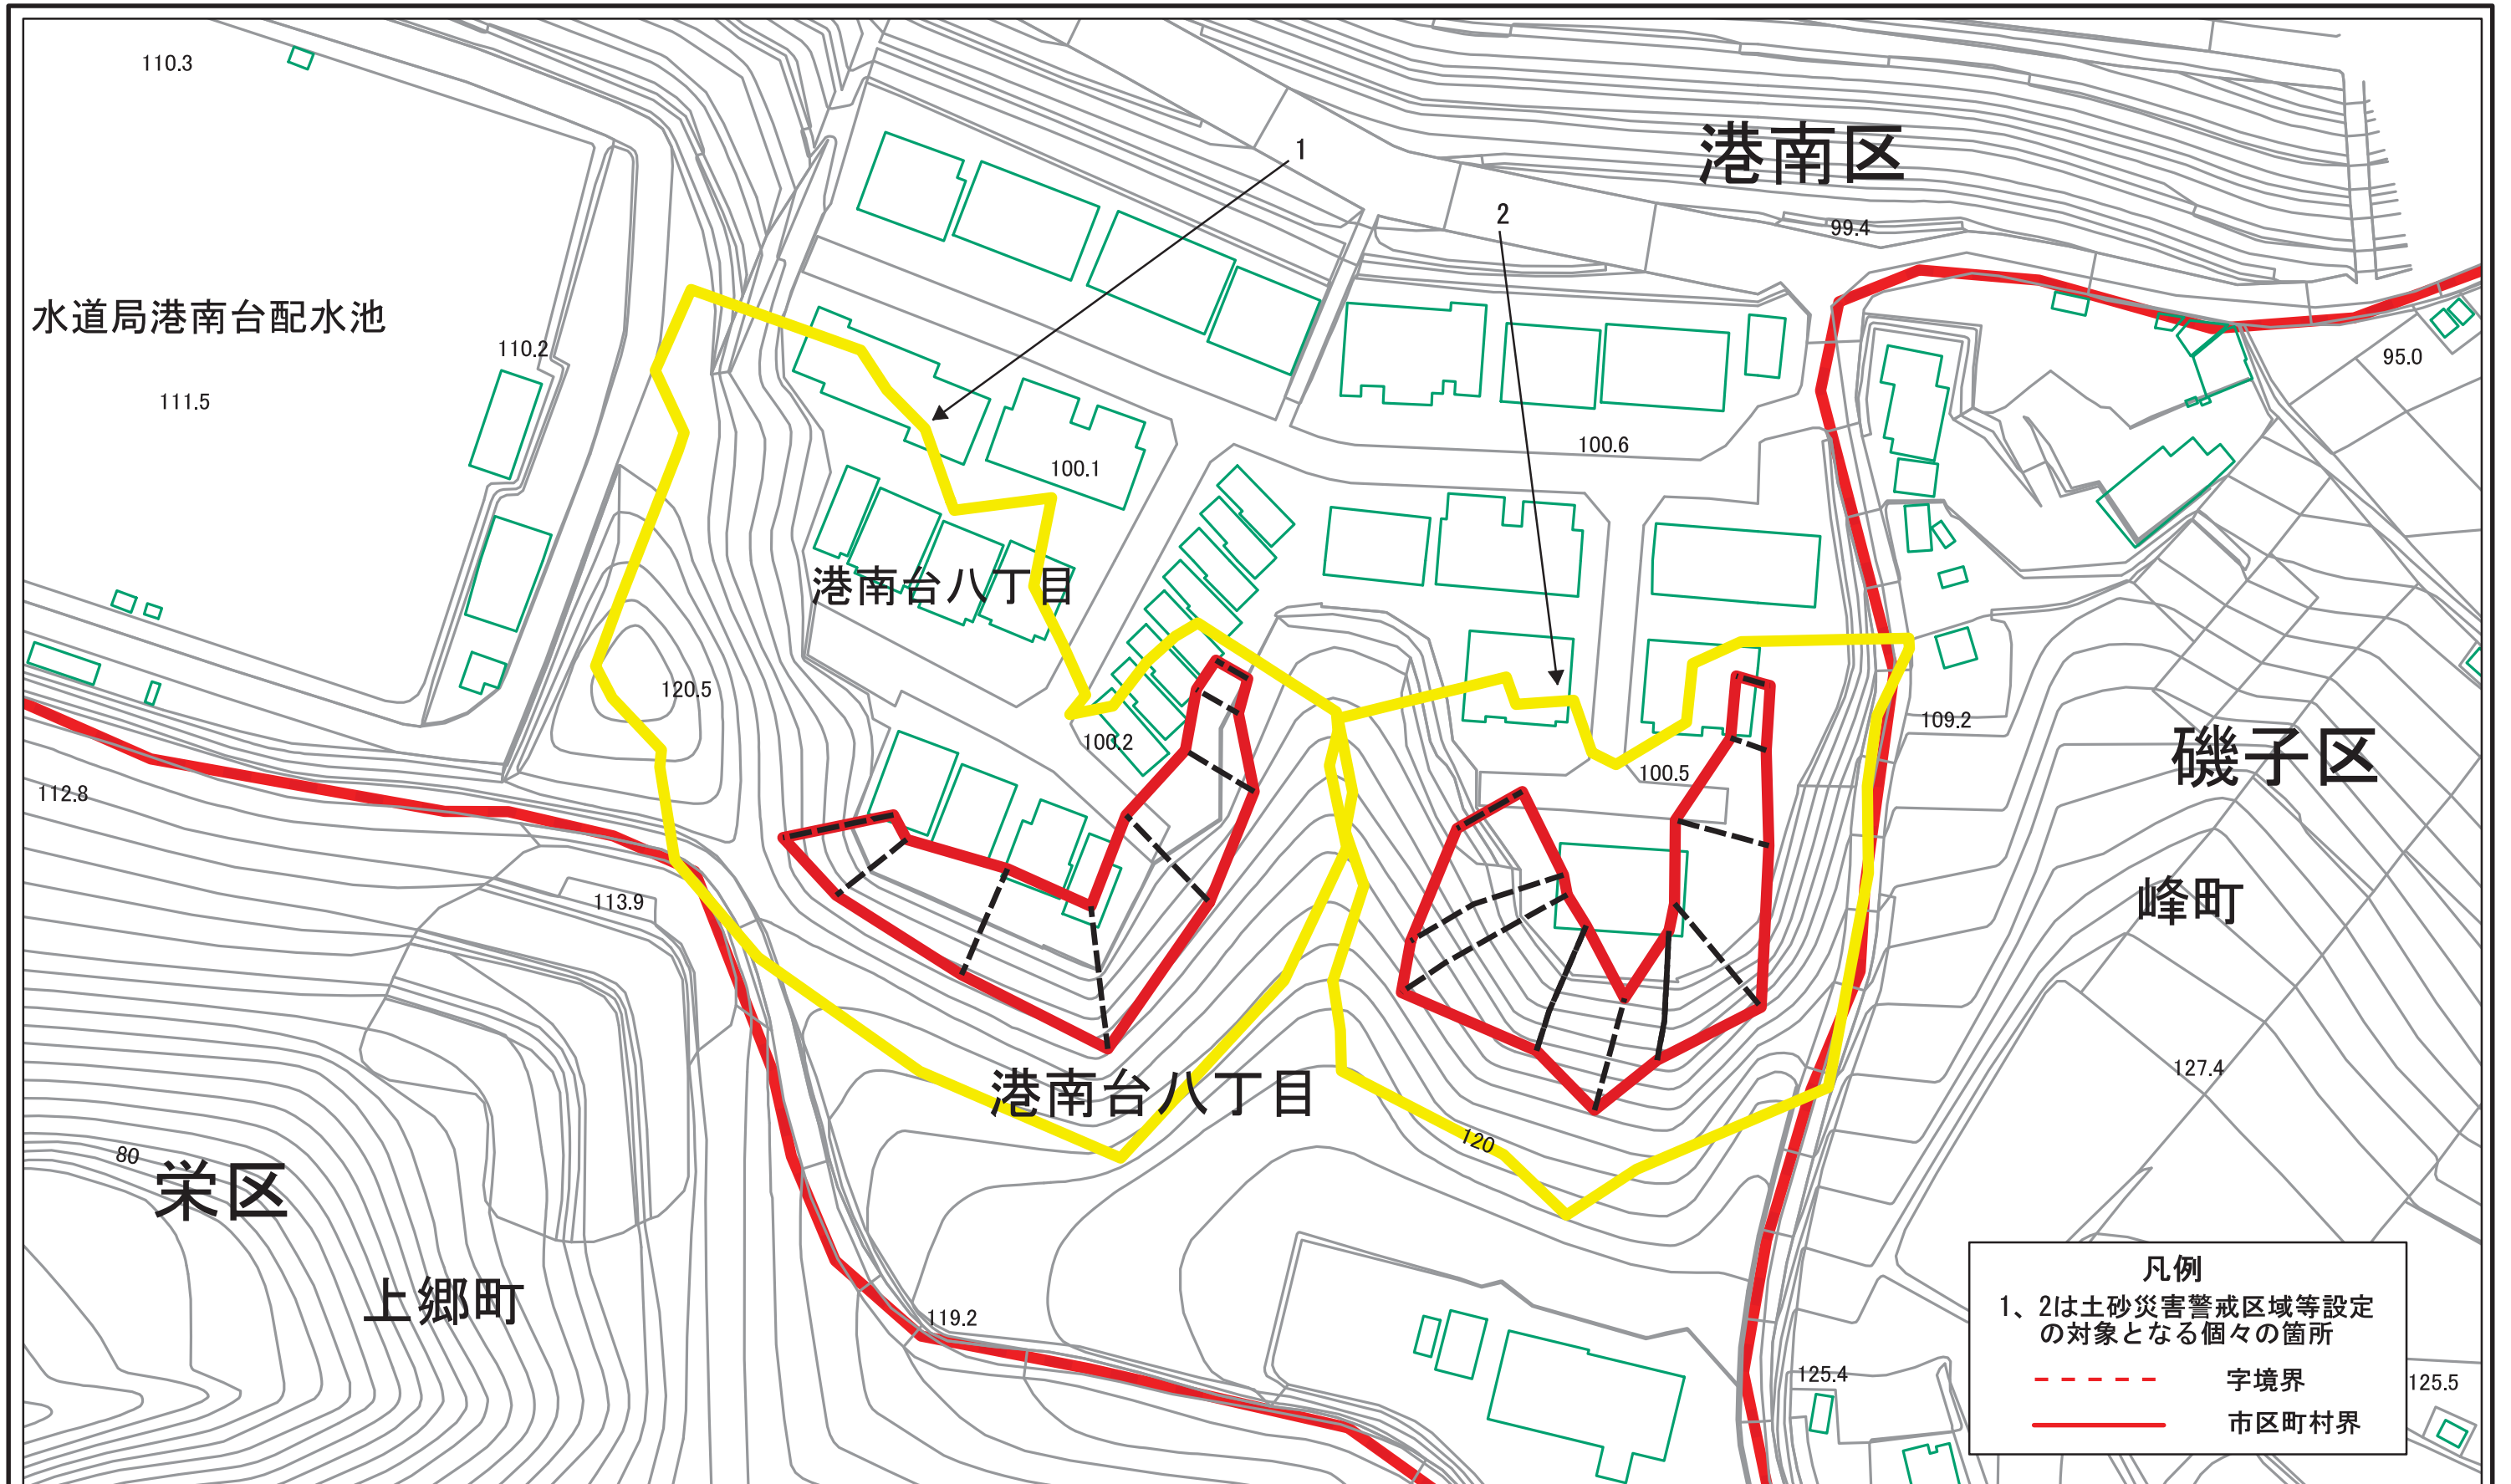 110.3
1
港南区
2
99.4
水道局港南台配水池
110.2
95.0
111.5
100.6
100.1
港南台八丁目
120.5
109.2
100.2
磯子区
100.5
112.8
113.9
峰町
127.4
港南台八丁目
120
80
栄区
上郷町
119.2
凡例
1、2は土砂災害警戒区域等設定
の対象となる個々の箇所
125.4
字境界
125.5
市区町村界